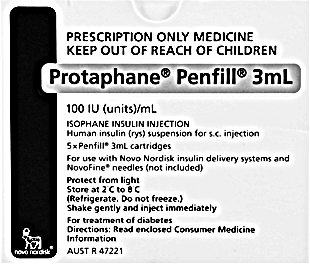 PRESCRIPTION ONLY MEDICINE
KEEP OUT OF REACH OF CHILDREN
Protaphane® Penfill® 3mL
100 IU (units)/mL
ISOPHANE INSULIN INJECTION
Human insulin (rys) suspension for s.c. injection
5x Penfill® 3mL cartridges
For use with Novo Nordisk insulin delivery systems and
NovoFine® needles (not included)
Protect from light
Store at 2 C to 8 C
(Refrigerate. Do not freeze.)
Shake gently and inject immediately
For treatment of diabetes
Directions: Read enclosed Consumer Medicine
Information
AUST R 47221
novo nordisk